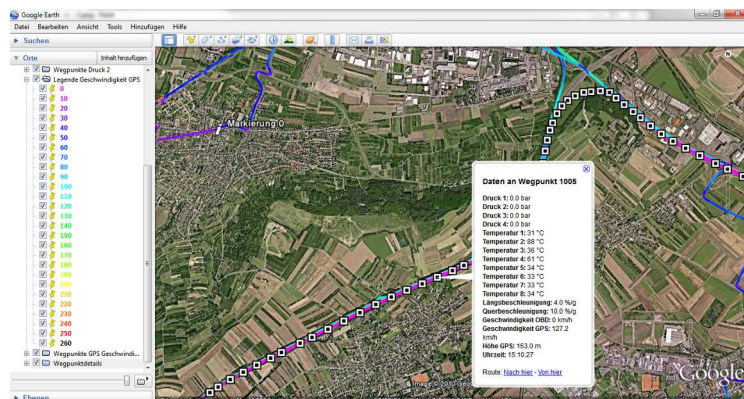 Google Earth
Datei Bearbeiten Ansicht Tools Hinzufügen Hilfe
Suchen
Orte
Inhalt hinzufügen
Wegpunkte Druck 2
Legende Geschwindigkeit GPS
0
10
20
30
40
50
60
70
80
90
100
110
120
130
140
150
160
170
180
190
200
210
220
230
240
250
260
Wegpunkte GPS Geschwindi...
Wegpunktdetails
Ebenen
Markierung 0
Daten an Wegpunkt 1005
Druck 1: 0.0 bar
Druck 2: 0.0 bar
Druck 3: 0.0 bar
Druck 4: 0.0 bar
Temperatur 1: 31 °C
Temperatur 2: 88 °C
Temperatur 3: 36 °C
Temperatur 4: 61 °C
Temperatur 5: 34 °C
Temperatur 6: 33 °C
Temperatur 7: 33 °C
Temperatur 8: 34 °C
Längsbeschleunigung: 4.0 %/g
Querbeschleunigung: 10.0 %/g
Geschwindigkeit OBD: 0 km/h
Geschwindigkeit GPS: 127.2
km/h
Höhe GPS: 153.0 m
Uhrzeit: 15:10.27
Route: Nach hier - Von hier
Image © 2010
Google